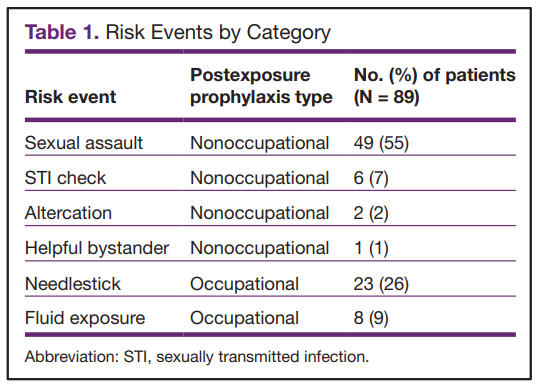 Table 1. Risk Events by Category
Risk event Postexposure prophylaxis type No. (%) of patients (N = 89)
Sexual assault Nonoccupational 49 (55)
STI check Nonoccupational 6 (7)
Altercation Nonoccupational 2 (2)
Helpful bystander Nonoccupational 1 (1)
Needlestick Occupational 23 (26)
Fluid exposure Occupational 8 (9)
Abbreviation: STI, sexually transmitted infection.